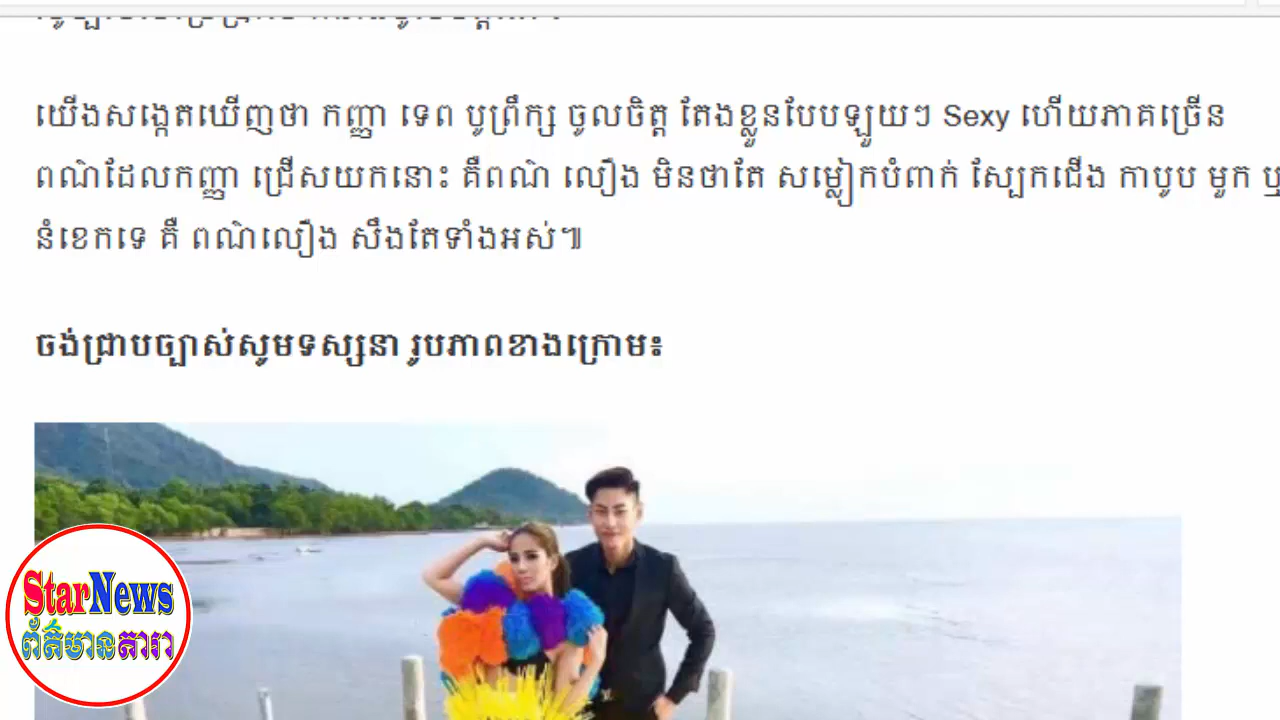 យើងសង្កេតឃើញថា កញ្ញា ទេព បូព្រឹក្ស ចូលចិត្ត តែងខ្លួនបែបឡូយៗ Sexy ហើយភាគច្រើន
ពណ៌ដែលកញ្ញា ជ្រើសយកនោះ គឺពណ៌ លឿង មិនថាតែ សម្លៀកបំពាក់ ស្បែកជើង កាបូប មួក ឬ
នំខេកទេ គឺ ពណ៌លឿង សឹងតែទាំងអស់៕
ចង់ជ្រាបច្បាស់សូមទស្សនា រូបភាពខាងក្រោម៖
StarNews
ព័ត៌មានតារា